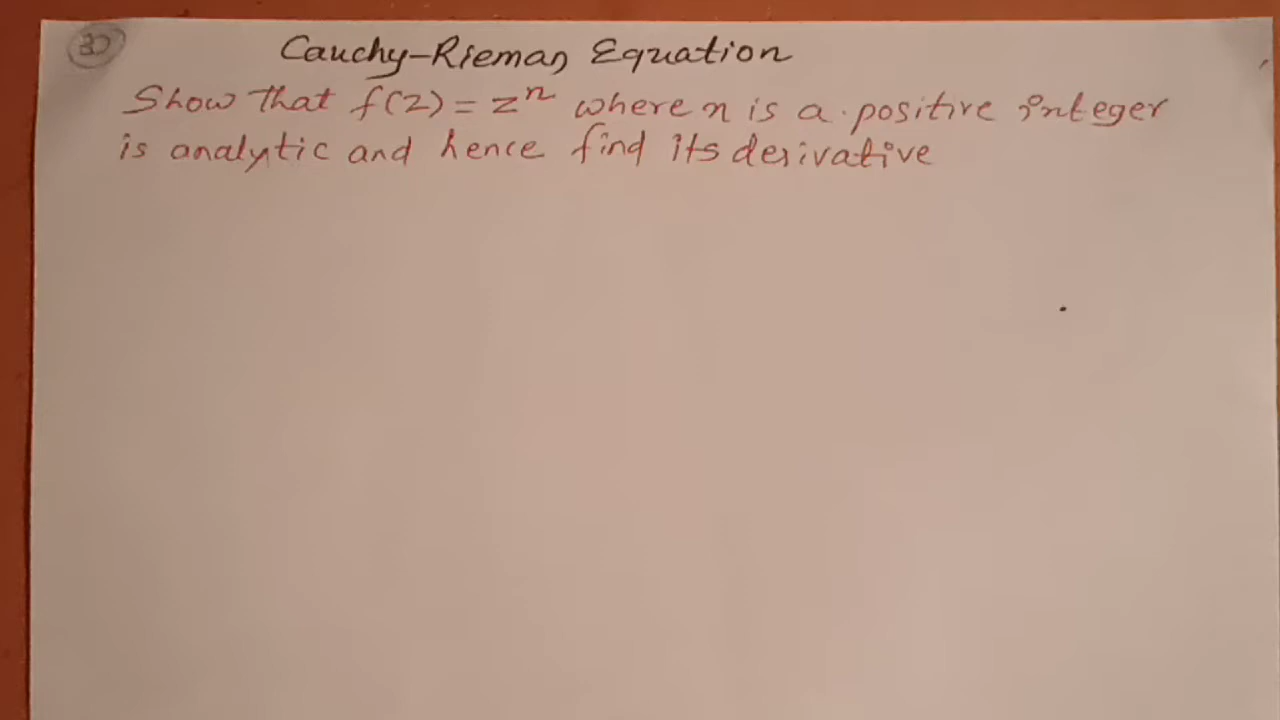 30
Cauchy-Rieman Equation
Show that f(z) = z^n where n is a positive integer
is analytic and hence find its derivative